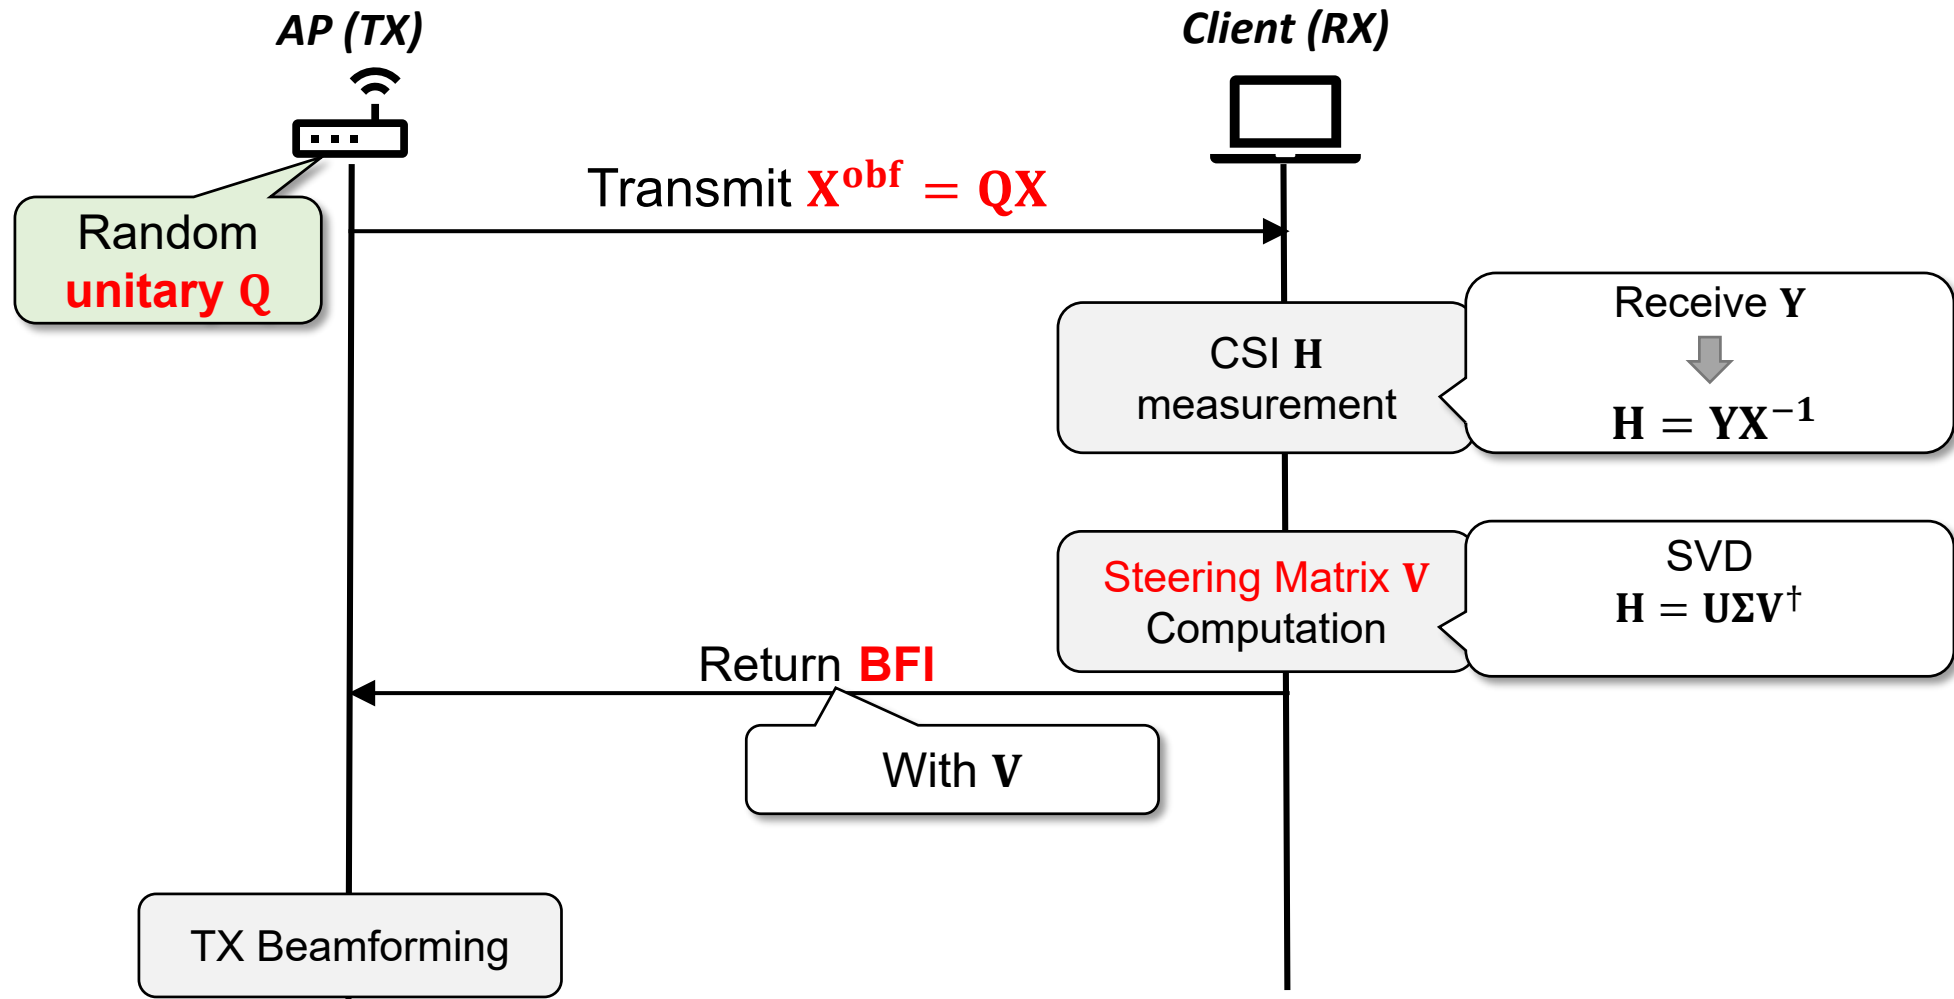 AP (TX)
Client (RX)
Transmit X^obf = QX
Random
unitary Q
Receive Y
CSI H
measurement
H = YX^−1
SVD
Steering Matrix V
H = UΣV^†
Computation
Return BFI
With V
TX Beamforming